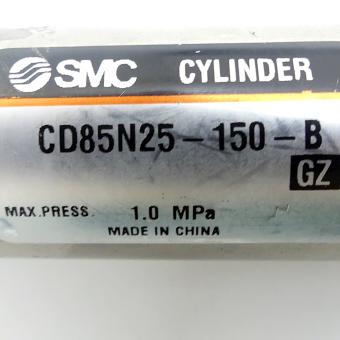 SMC CYLINDER
CD85N25-150-B
GZ
MAX.PRESS. 1.0 MPa
MADE IN CHINA